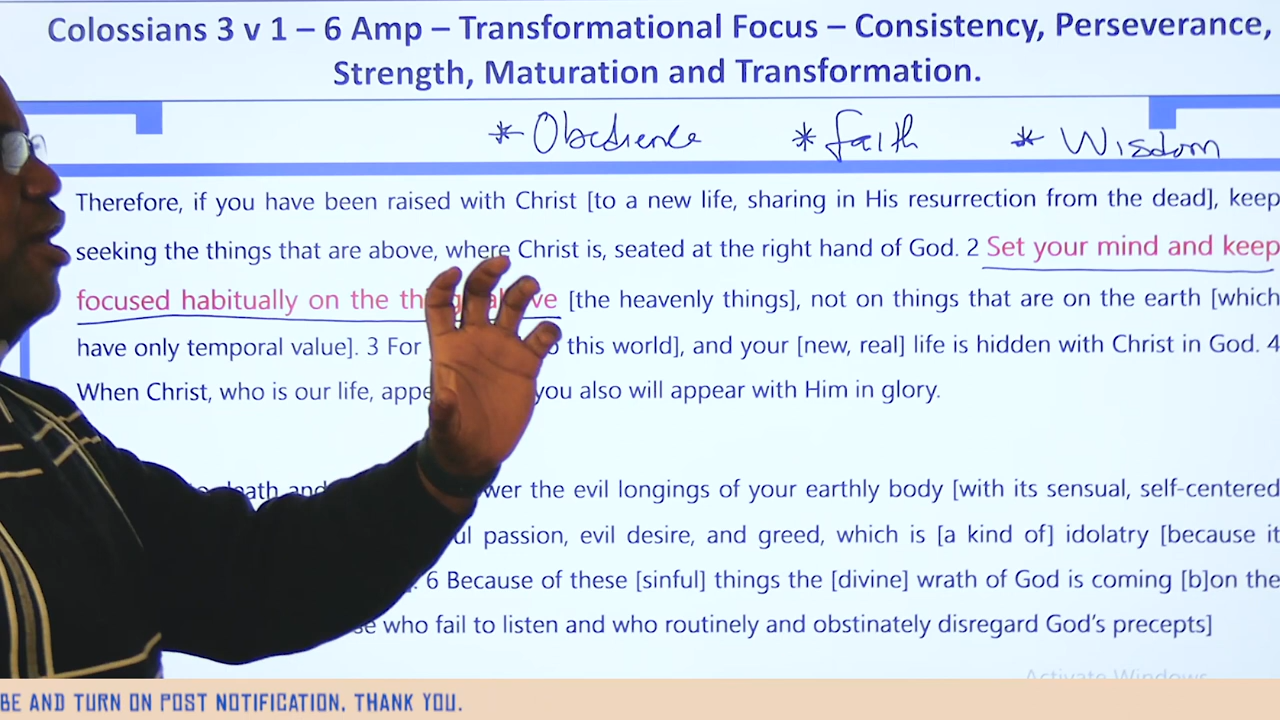 Colossians 3 v 1 – 6 Amp – Transformational Focus – Consistency, Perseverance,
Strength, Maturation and Transformation.
* Obedience * Faith * Wisdom
Therefore, if you have been raised with Christ [to a new life, sharing in His resurrection from the dead], keep
seeking the things that are above, where Christ is, seated at the right hand of God. 2 Set your mind and keep
focused habitually on the things above [the heavenly things], not on things that are on the earth [which
have only temporal value]. 3 For this world], and your [new, real] life is hidden with Christ in God. 4
When Christ, who is our life, you also will appear with Him in glory.
death and the evil longings of your earthly body [with its sensual, self-centered
passion, evil desire, and greed, which is [a kind of] idolatry [because it
6 Because of these [sinful] things the [divine] wrath of God is coming [b]on the
who fail to listen and who routinely and obstinately disregard God's precepts]
Activate Windows
BE AND TURN ON POST NOTIFICATION. THANK YOU.